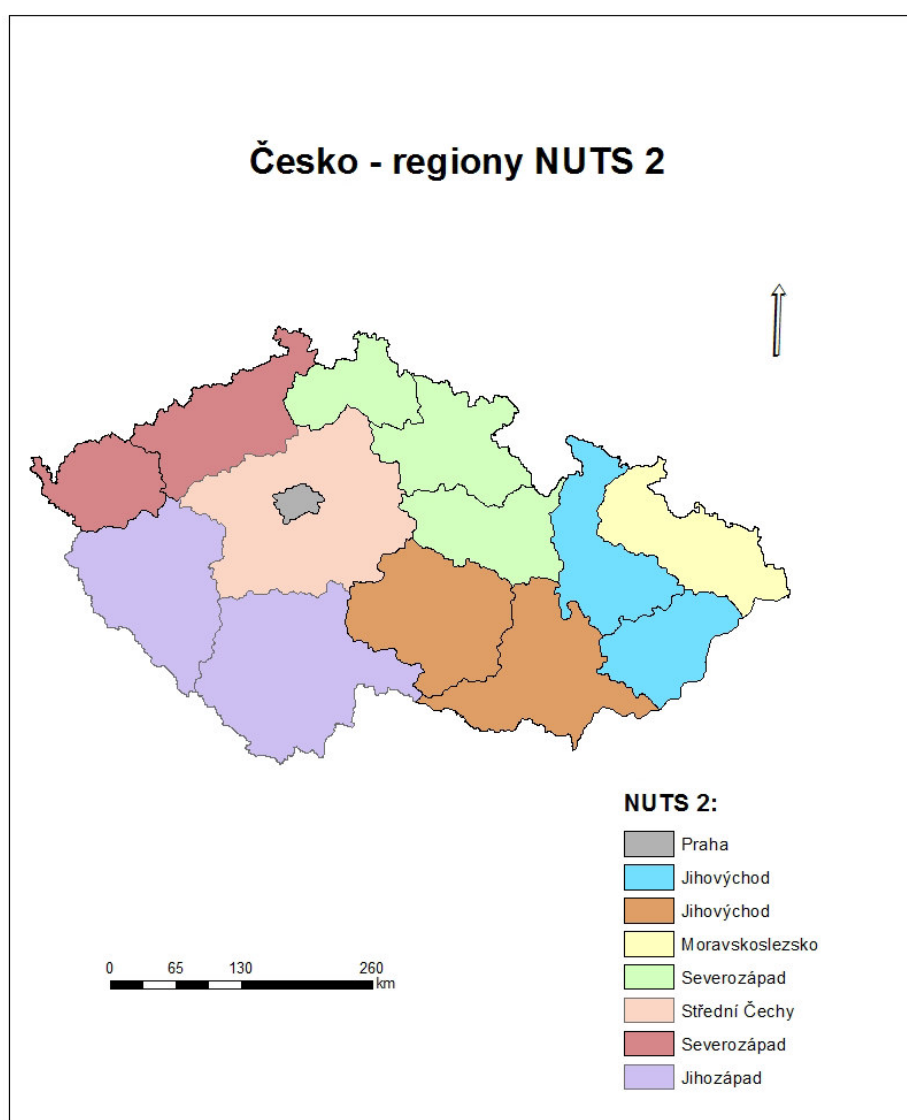 Česko - regiony NUTS 2
NUTS 2:
Praha
Jihovýchod
Jihovýchod
Moravskoslezsko
Severozápad
Střední Čechy
Severozápad
Jihozápad
0 65 130 260
km